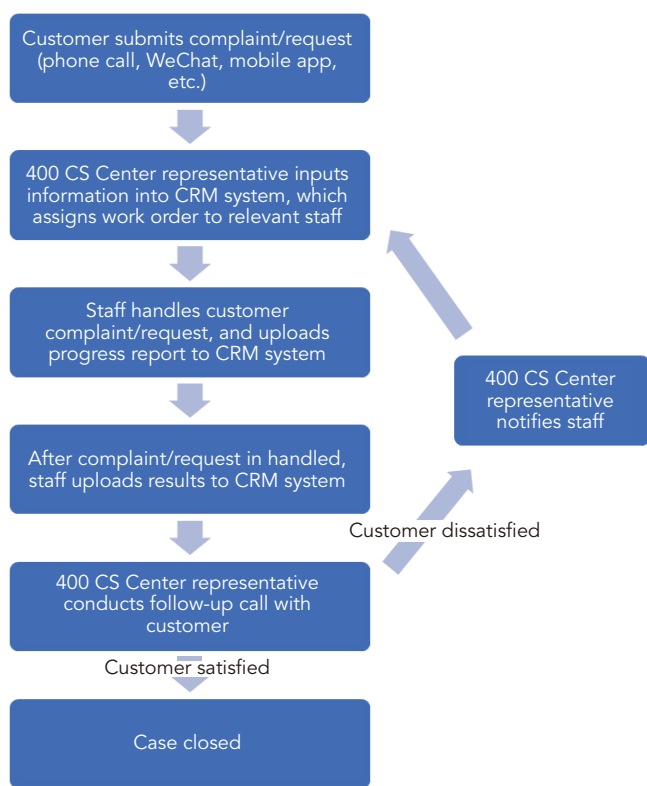 Customer submits complaint/request
(phone call, WeChat, mobile app,
etc.)
400 CS Center representative inputs
information into CRM system, which
assigns work order to relevant staff
Staff handles customer
complaint/request, and uploads
progress report to CRM system
400 CS Center
representative
notifies staff
After complaint/request in handled,
staff uploads results to CRM system
Customer dissatisfied
400 CS Center representative
conducts follow-up call with
customer
Customer satisfied
Case closed